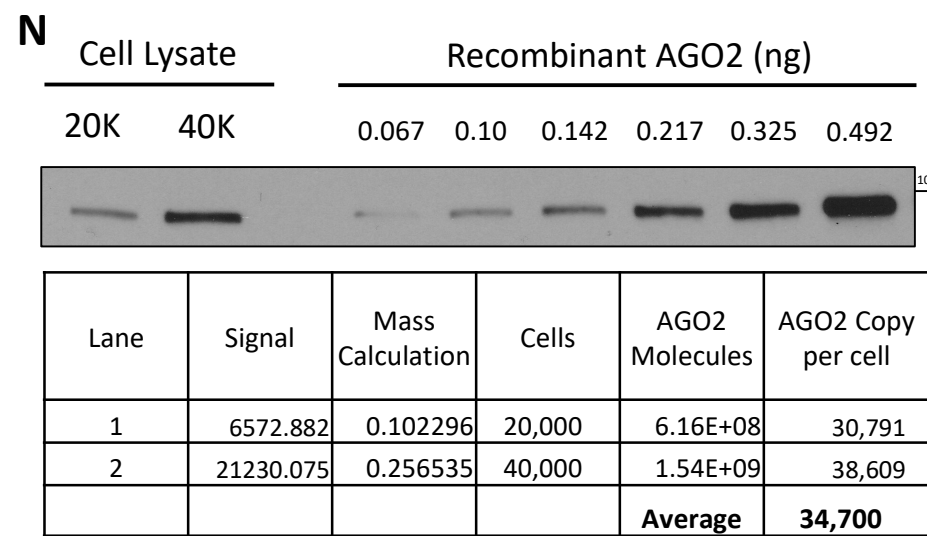 N
Cell Lysate Recombinant AGO2 (ng)
20K 40K 0.067 0.10 0.142 0.217 0.325 0.492
10
Lane Signal Mass Calculation Cells AGO2 Molecules AGO2 Copy per cell
1 6572.882 0.102296 20,000 6.16E+08 30,791
2 21230.075 0.256535 40,000 1.54E+09 38,609
Average 34,700